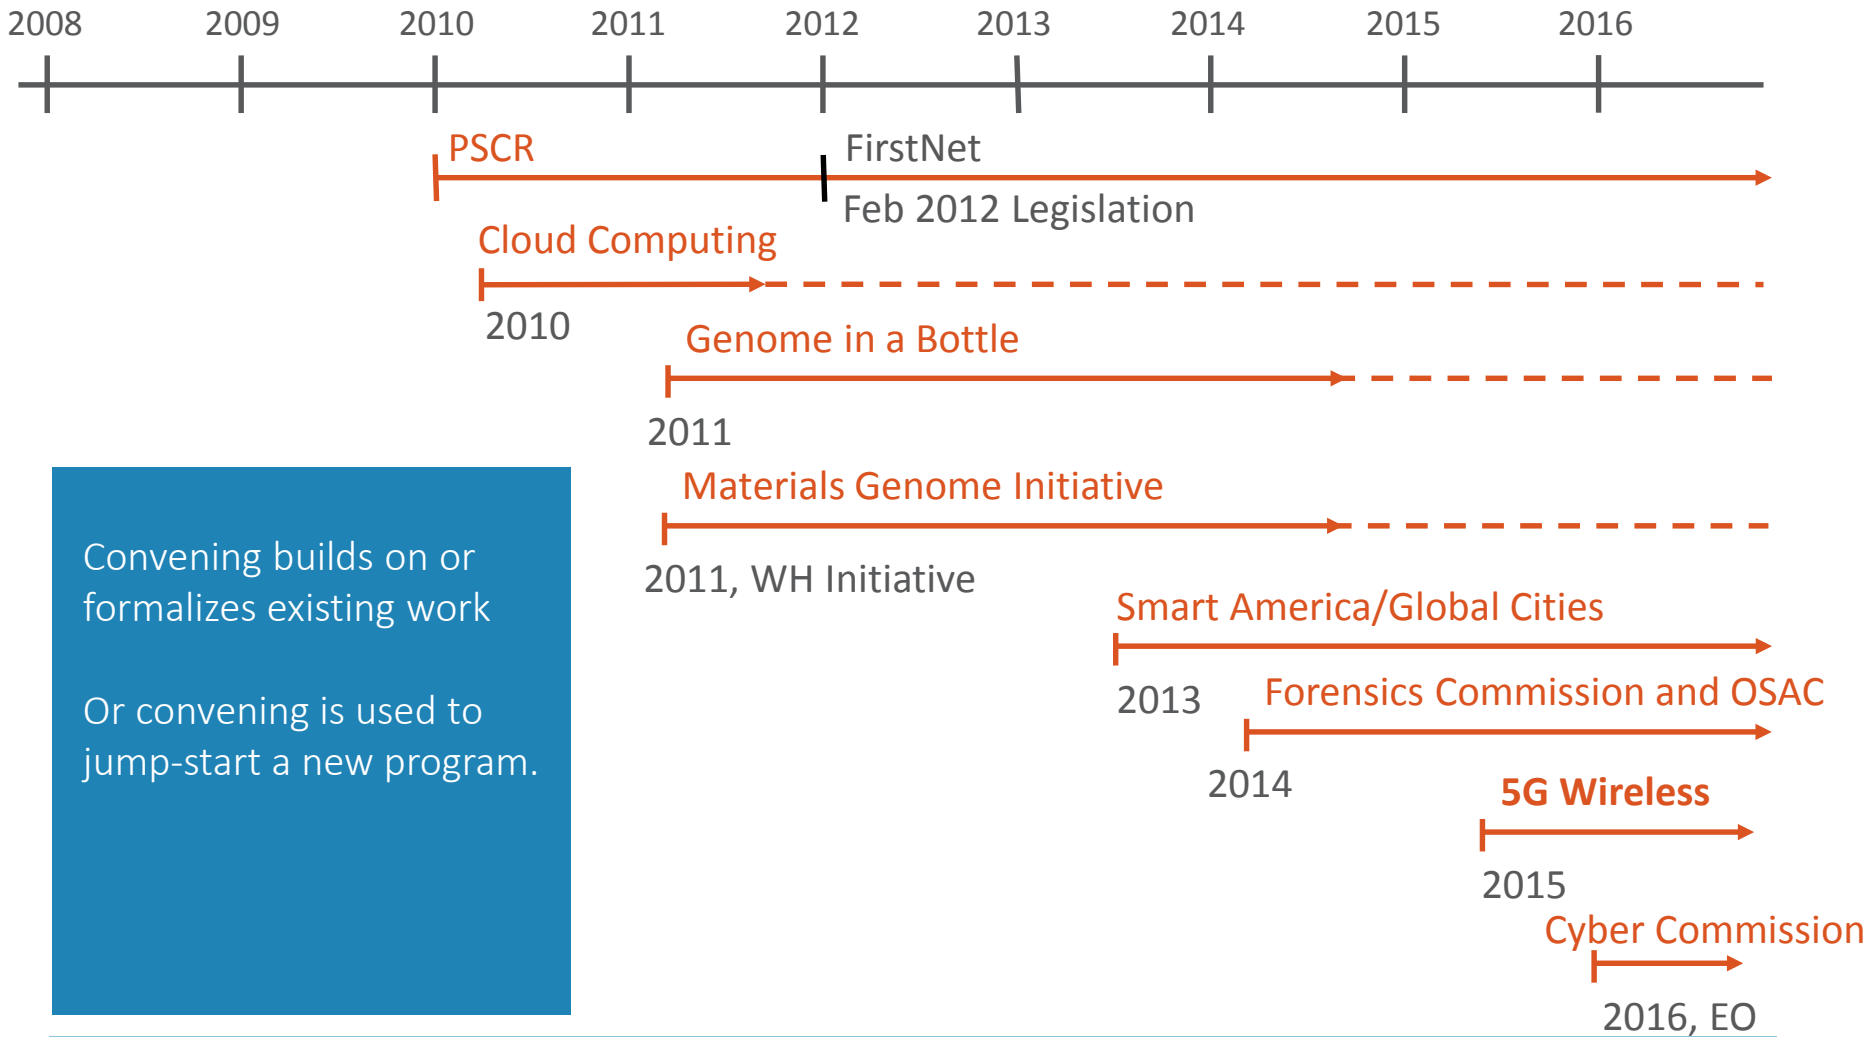 2008 2009 2010 2011 2012 2013 2014 2015 2016
PSCR
FirstNet
Feb 2012 Legislation
Cloud Computing
2010
Genome in a Bottle
2011
Materials Genome Initiative
2011, WH Initiative
Convening builds on or
formalizes existing work
Or convening is used to
jump-start a new program.
Smart America/Global Cities
2013
Forensics Commission and OSAC
2014
5G Wireless
2015
Cyber Commission
2016, EO